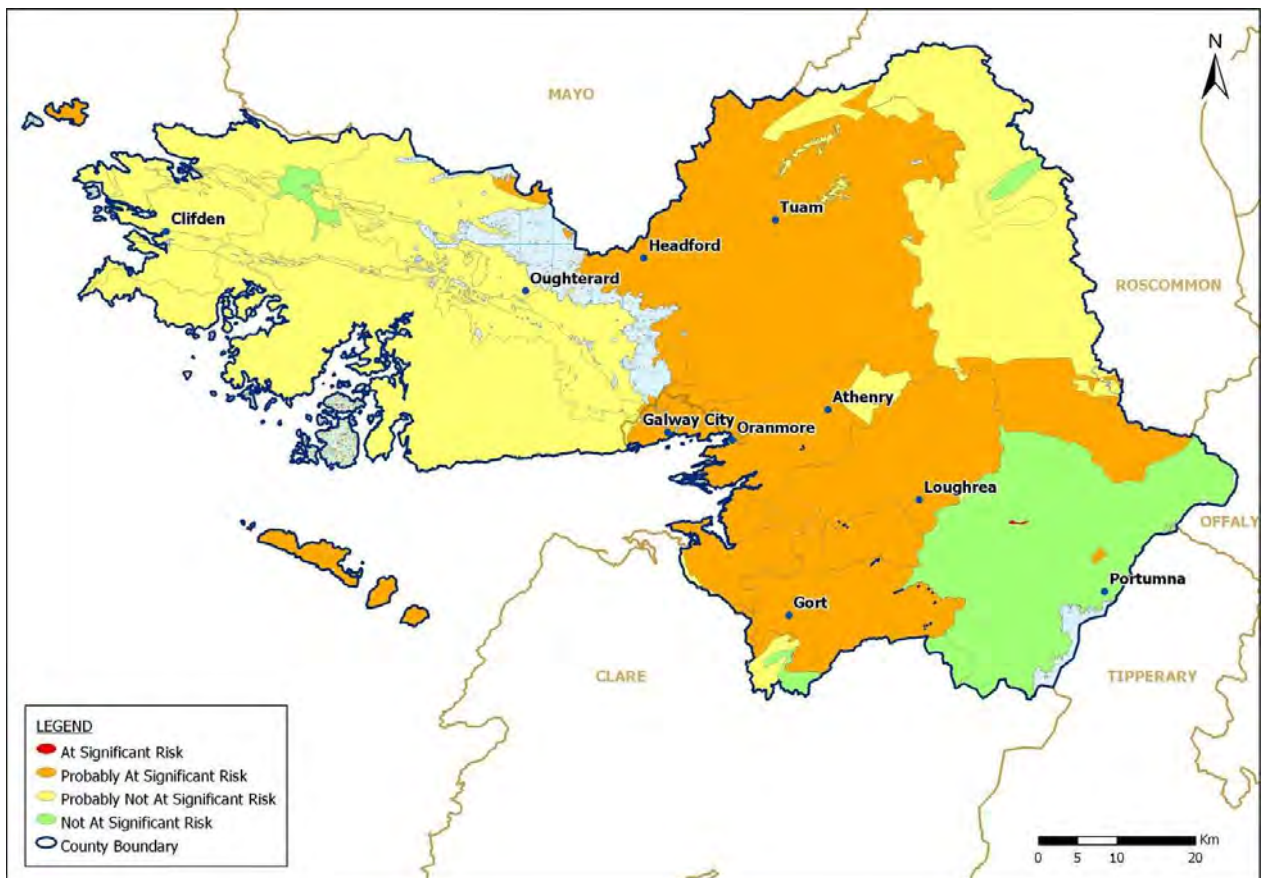 N
MAYO
Clifden
Tuam
Headford
Oughterard
ROSCOMMON
Athenry
Galway City
Oranmore
Loughrea
OFFALY
Portumna
Gort
CLARE
TIPPERARY
LEGEND
At Significant Risk
Probably At Significant Risk
Probably Not At Significant Risk
Not At Significant Risk
County Boundary
Km
0 5 10 20